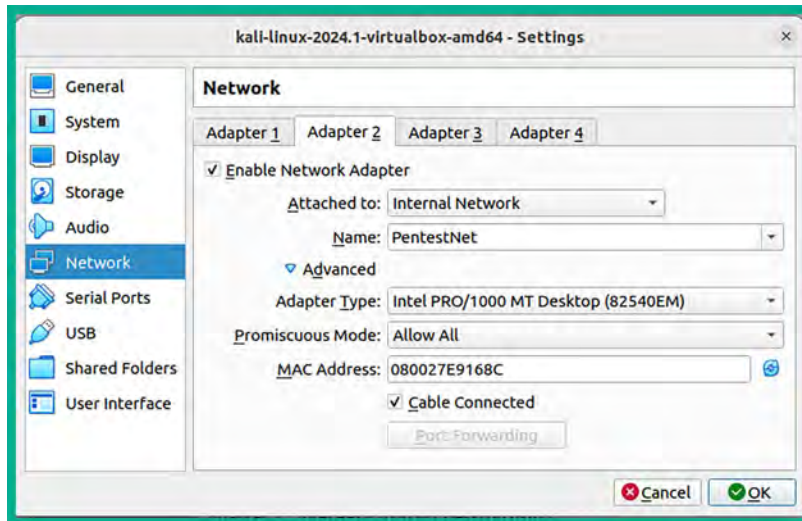 kali-linux-2024.1-virtualbox-amd64 - Settings
General
System
Display
Storage
Audio
Network
Serial Ports
USB
Shared Folders
User Interface
Network
Adapter 1 Adapter 2 Adapter 3 Adapter 4
Enable Network Adapter
Attached to: Internal Network
Name: PentestNet
Advanced
Adapter Type: Intel PRO/1000 MT Desktop (82540EM)
Promiscuous Mode: Allow All
MAC Address: 080027E9168C
Cable Connected
Port Forwarding
Cancel OK